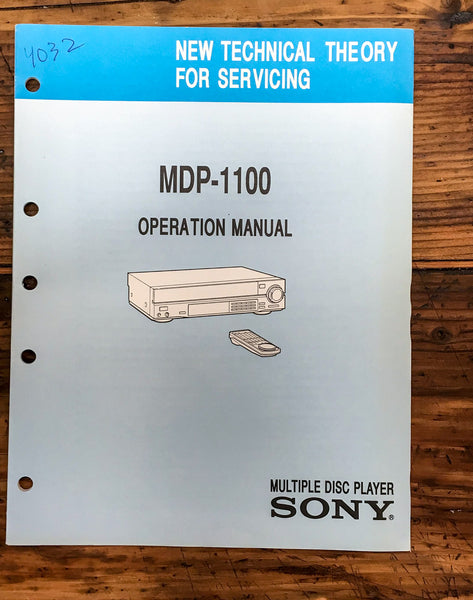 4032
NEW TECHNICAL THEORY
FOR SERVICING
MDP-1100
OPERATION MANUAL
MULTIPLE DISC PLAYER
SONY®